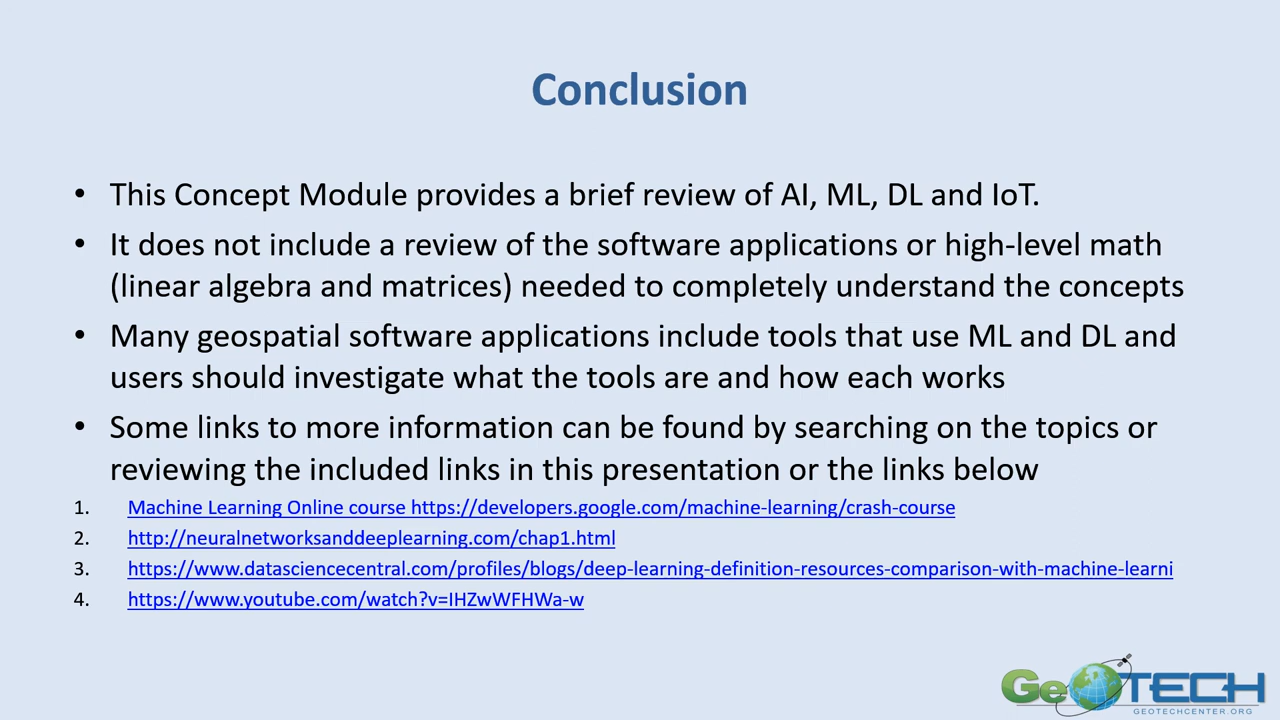 Conclusion
• This Concept Module provides a brief review of AI, ML, DL and IoT.
• It does not include a review of the software applications or high-level math
(linear algebra and matrices) needed to completely understand the concepts
• Many geospatial software applications include tools that use ML and DL and
users should investigate what the tools are and how each works
• Some links to more information can be found by searching on the topics or
reviewing the included links in this presentation or the links below
1. Machine Learning Online course https://developers.google.com/machine-learning/crash-course
2. http://neuralnetworksanddeeplearning.com/chap1.html
3. https://www.datasciencecentral.com/profiles/blogs/deep-learning-definition-resources-comparison-with-machine-learni
4. https://www.youtube.com/watch?v=IHZwWFHWa-w
GeoTECH
GEOTECHCENTER.ORG